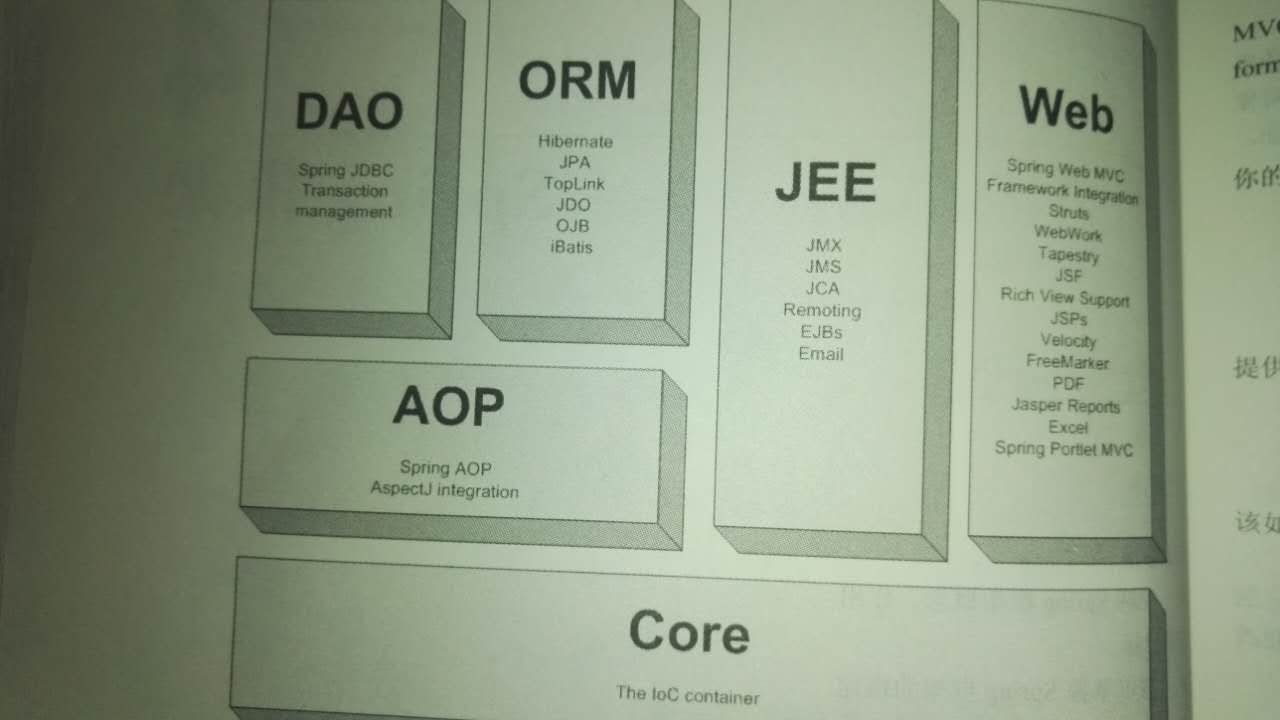 DAO
Spring JDBC
Transaction
management
ORM
Hibernate
JPA
TopLink
JDO
OJB
iBatis
JEE
JMX
JMS
JCA
Remoting
EJBs
Email
Web
Spring Web MVC
Framework Integration
Struts
WebWork
Tapestry
JSF
Rich View Support
JSPs
Velocity
FreeMarker
PDF
Jasper Reports
Excel
Spring Portlet MVC
AOP
Spring AOP
AspectJ integration
Core
The IoC container
MVC
form
你的
提供
该如